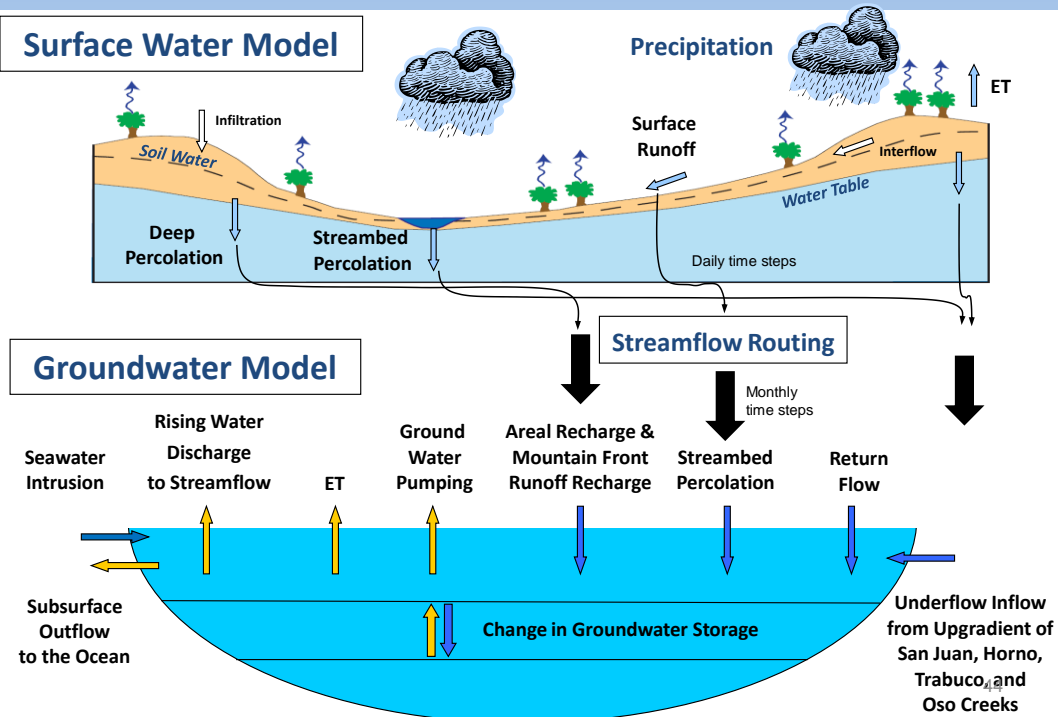 Surface Water Model
Precipitation
ET
Infiltration
Soil Water
Surface
Runoff
Interflow
Water Table
Deep
Percolation
Streambed
Percolation
Daily time steps
Streamflow Routing
Groundwater Model
Monthly
time steps
Seawater
Intrusion
Rising Water
Discharge
to Streamflow
ET
Ground
Water
Pumping
Areal Recharge &
Mountain Front
Runoff Recharge
Streambed
Percolation
Return
Flow
Subsurface
Outflow
to the Ocean
Change in Groundwater Storage
Underflow Inflow
from Upgradient of
San Juan, Horno,
Trabuco, and
Oso Creeks
44